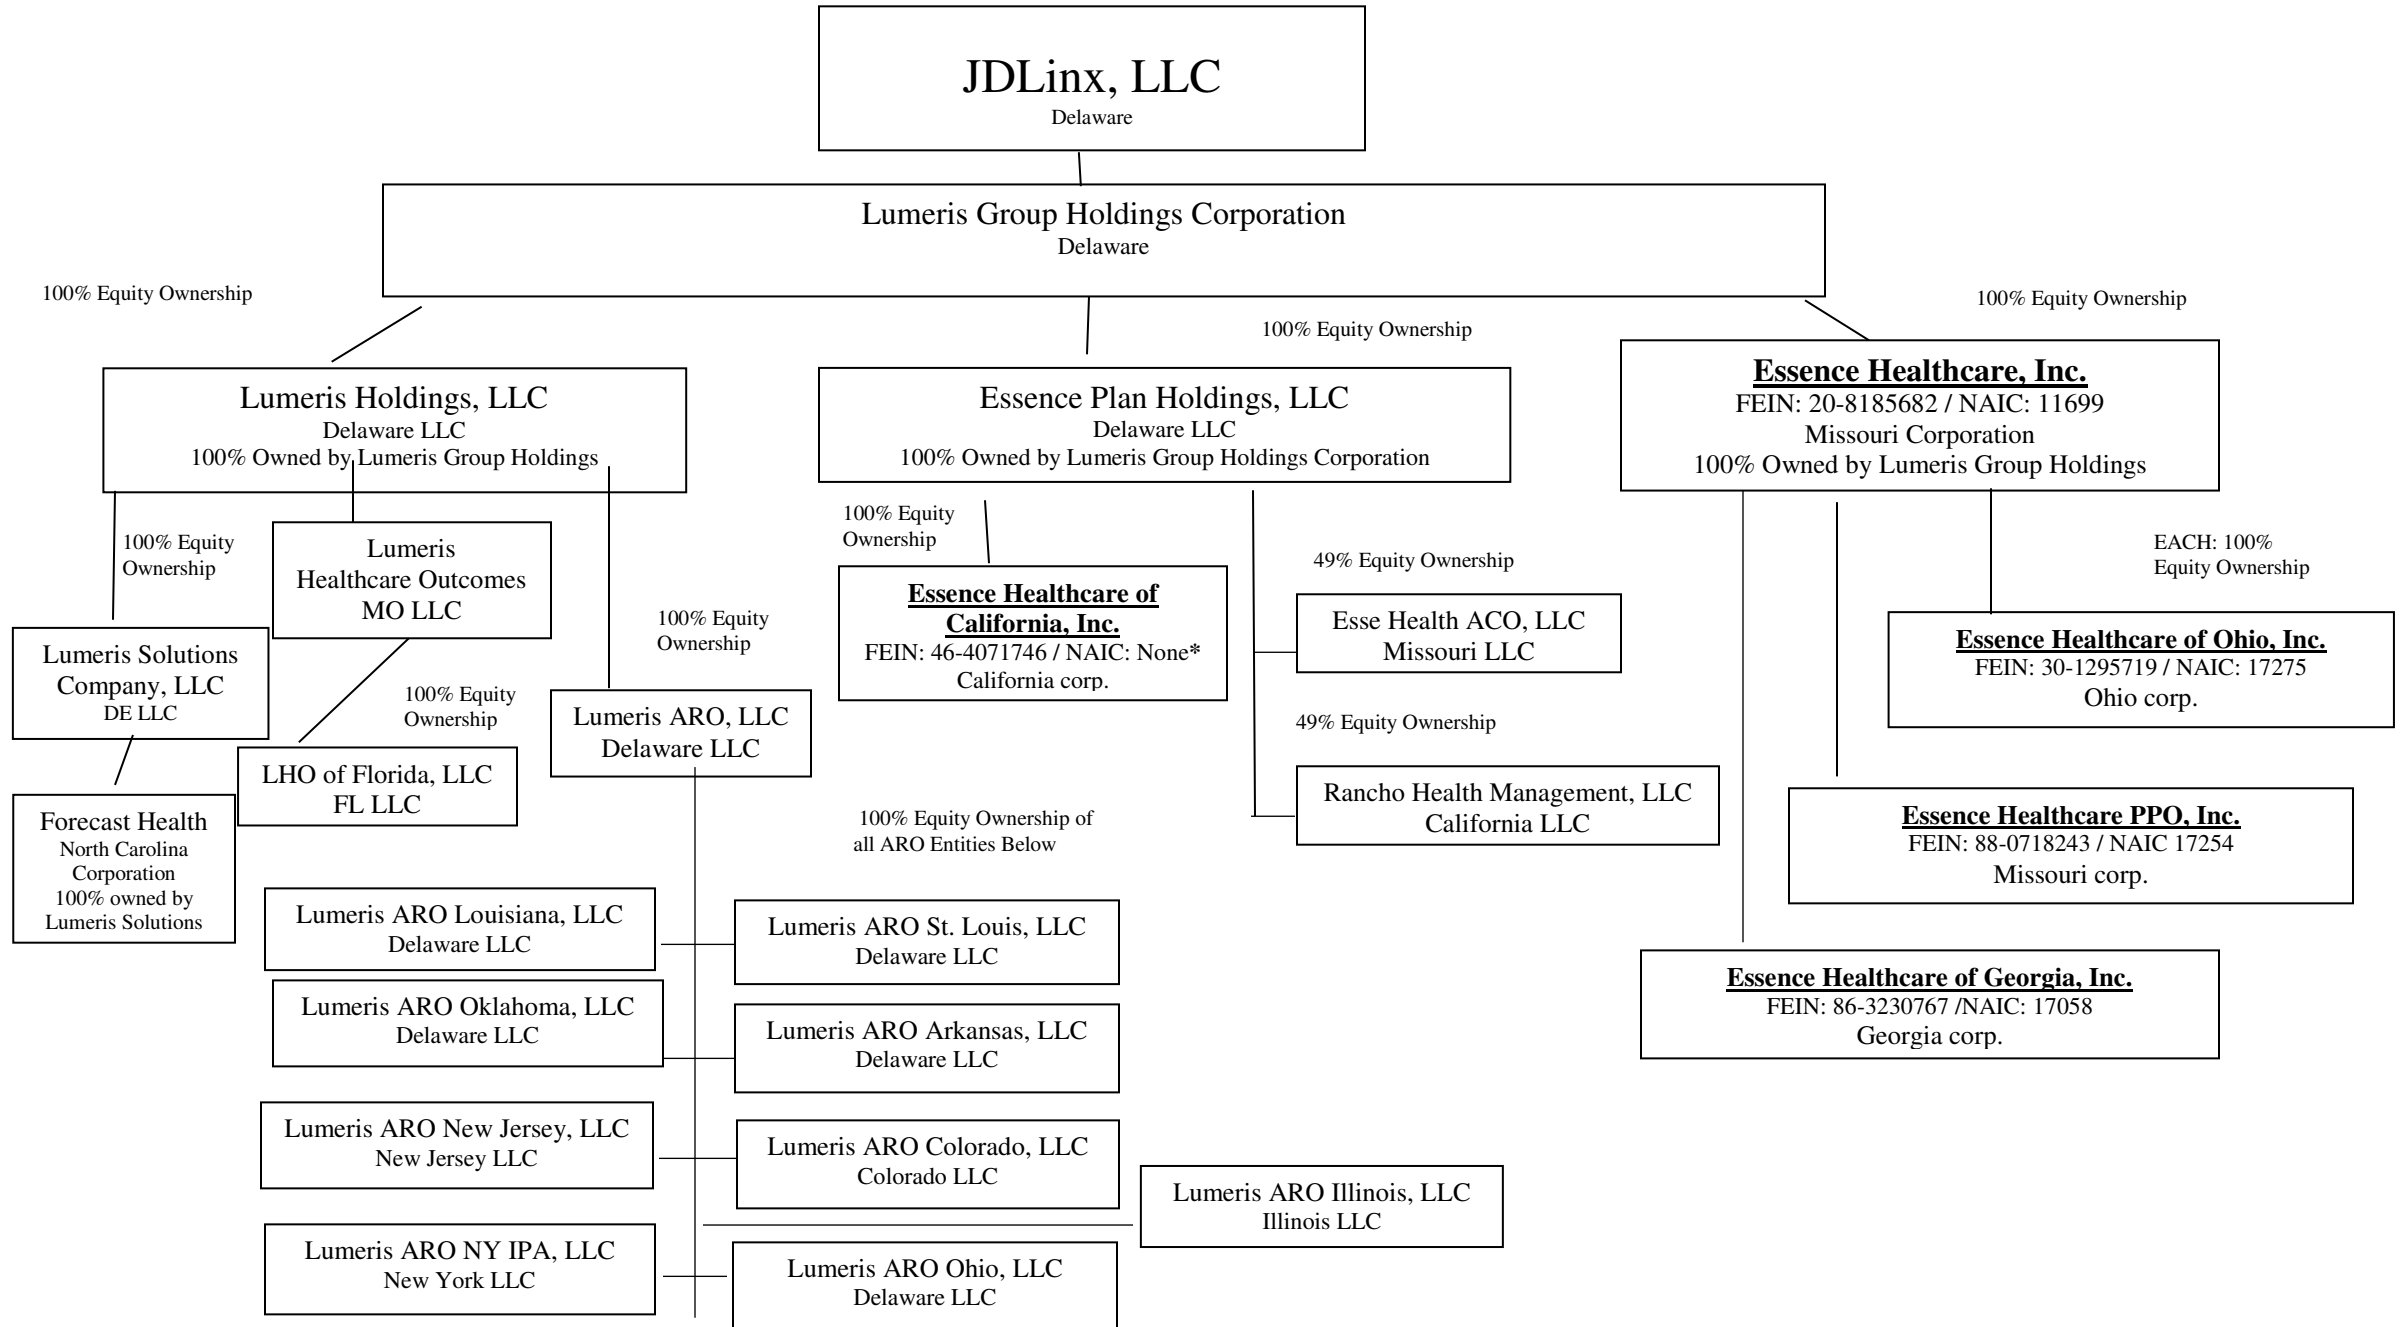 JDLinx, LLC
Delaware
Lumeris Group Holdings Corporation
Delaware
100% Equity Ownership
100% Equity Ownership
100% Equity Ownership
Lumeris Holdings, LLC
Delaware LLC
100% Owned by Lumeris Group Holdings
Essence Plan Holdings, LLC
Delaware LLC
100% Owned by Lumeris Group Holdings Corporation
Essence Healthcare, Inc.
FEIN: 20-8185682 / NAIC: 11699
Missouri Corporation
100% Owned by Lumeris Group Holdings
100% Equity
Ownership
Lumeris
Healthcare Outcomes
MO LLC
100% Equity
Ownership
100% Equity
Ownership
49% Equity Ownership
EACH: 100%
Equity Ownership
Lumeris Solutions
Company, LLC
DE LLC
100% Equity
Ownership
Lumeris ARO, LLC
Delaware LLC
Essence Healthcare of
California, Inc.
FEIN: 46-4071746 / NAIC: None*
California corp.
Esse Health ACO, LLC
Missouri LLC
49% Equity Ownership
Rancho Health Management, LLC
California LLC
Essence Healthcare of Ohio, Inc.
FEIN: 30-1295719 / NAIC: 17275
Ohio corp.
Essence Healthcare PPO, Inc.
FEIN: 88-0718243 / NAIC 17254
Missouri corp.
Essence Healthcare of Georgia, Inc.
FEIN: 86-3230767 /NAIC: 17058
Georgia corp.
LHO of Florida, LLC
FL LLC
Forecast Health
North Carolina
Corporation
100% owned by
Lumeris Solutions
100% Equity Ownership of
all ARO Entities Below
Lumeris ARO Louisiana, LLC
Delaware LLC
Lumeris ARO St. Louis, LLC
Delaware LLC
Lumeris ARO Oklahoma, LLC
Delaware LLC
Lumeris ARO Arkansas, LLC
Delaware LLC
Lumeris ARO New Jersey, LLC
New Jersey LLC
Lumeris ARO Colorado, LLC
Colorado LLC
Lumeris ARO Illinois, LLC
Illinois LLC
Lumeris ARO NY IPA, LLC
New York LLC
Lumeris ARO Ohio, LLC
Delaware LLC